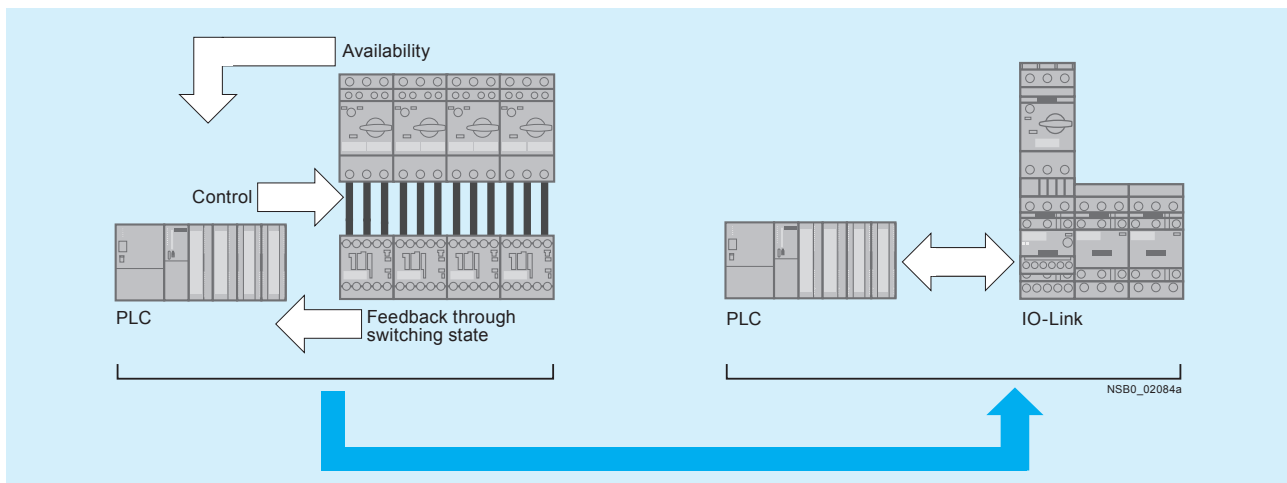 Availability
Control
PLC
Feedback through
switching state
PLC
IO-Link
NSB0_02084a